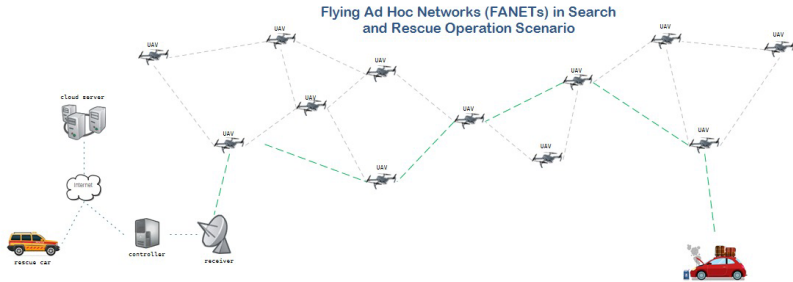 Flying Ad Hoc Networks (FANETs) in Search
and Rescue Operation Scenario
UAV
UAV
UAV
UAV
UAV
UAV
UAV
UAV
UAV
UAV
UAV
UAV
UAV
cloud server
internet
rescue car
controller
receiver